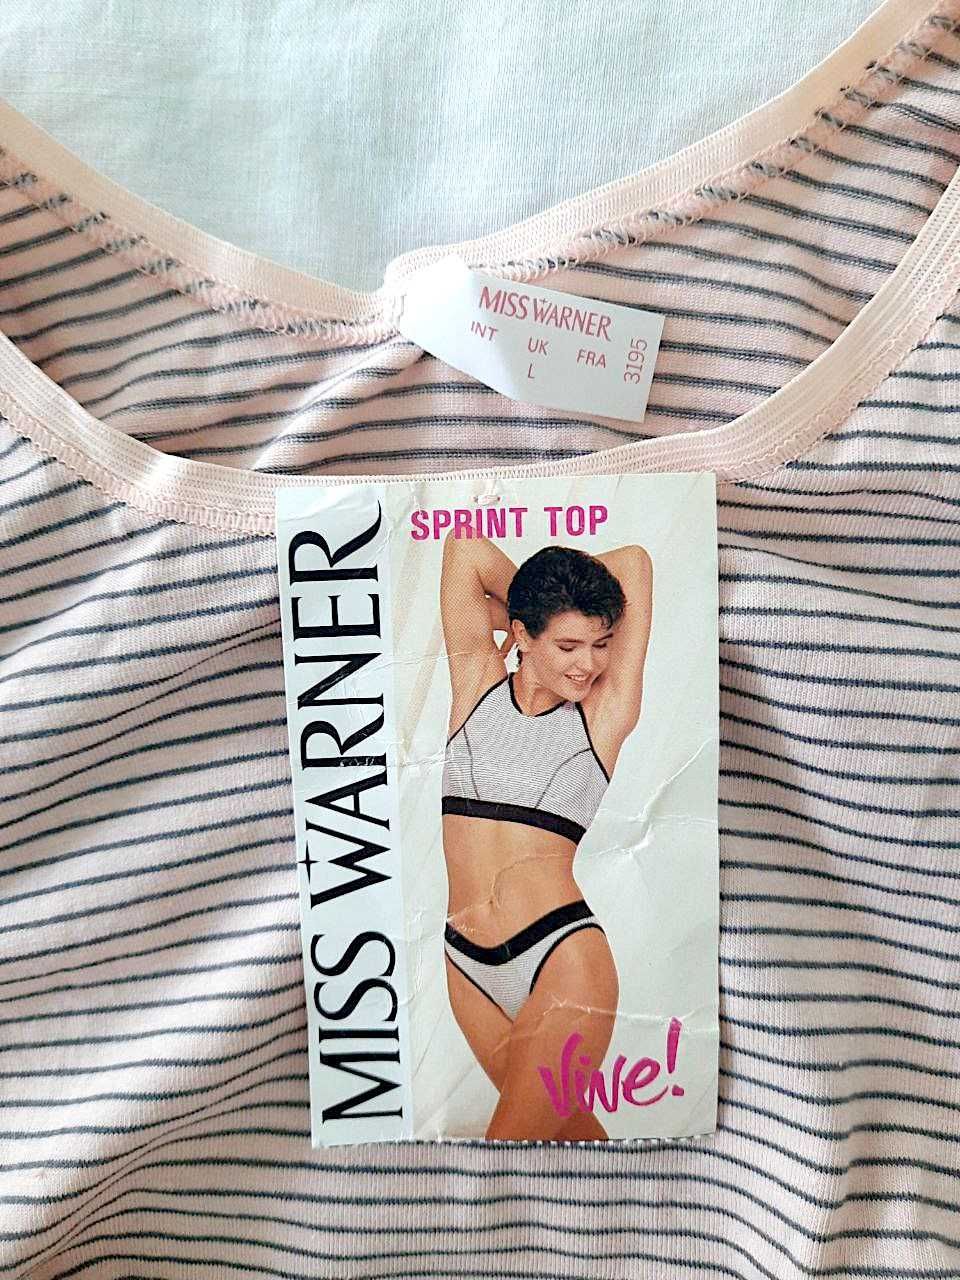 MISS WARNER
INT UK FRA
L
3195
SPRINT TOP
MISS WARNER
Vive!